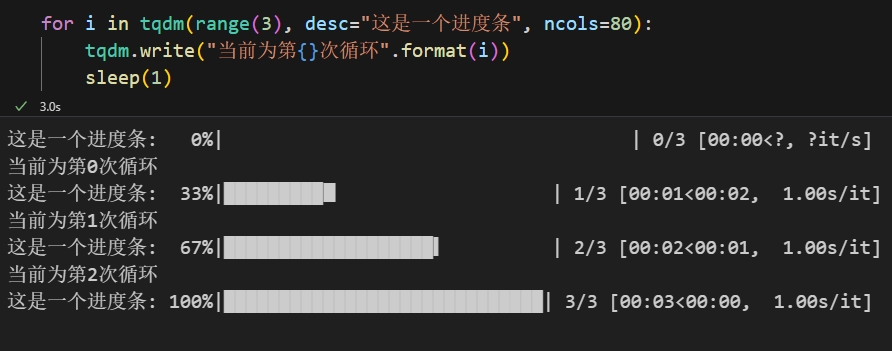 for i in tqdm(range(3), desc="这是一个进度条", ncols=80):
    tqdm.write("当前为第{}次循环".format(i))
    sleep(1)
✓ 3.0s
这是一个进度条:   0%|                                      | 0/3 [00:00<?, ?it/s]
当前为第0次循环
这是一个进度条:  33%|██████████                    | 1/3 [00:01<00:02,  1.00s/it]
当前为第1次循环
这是一个进度条:  67%|███████████████████▌          | 2/3 [00:02<00:01,  1.00s/it]
当前为第2次循环
这是一个进度条: 100%|█████████████████████████████| 3/3 [00:03<00:00,  1.00s/it]